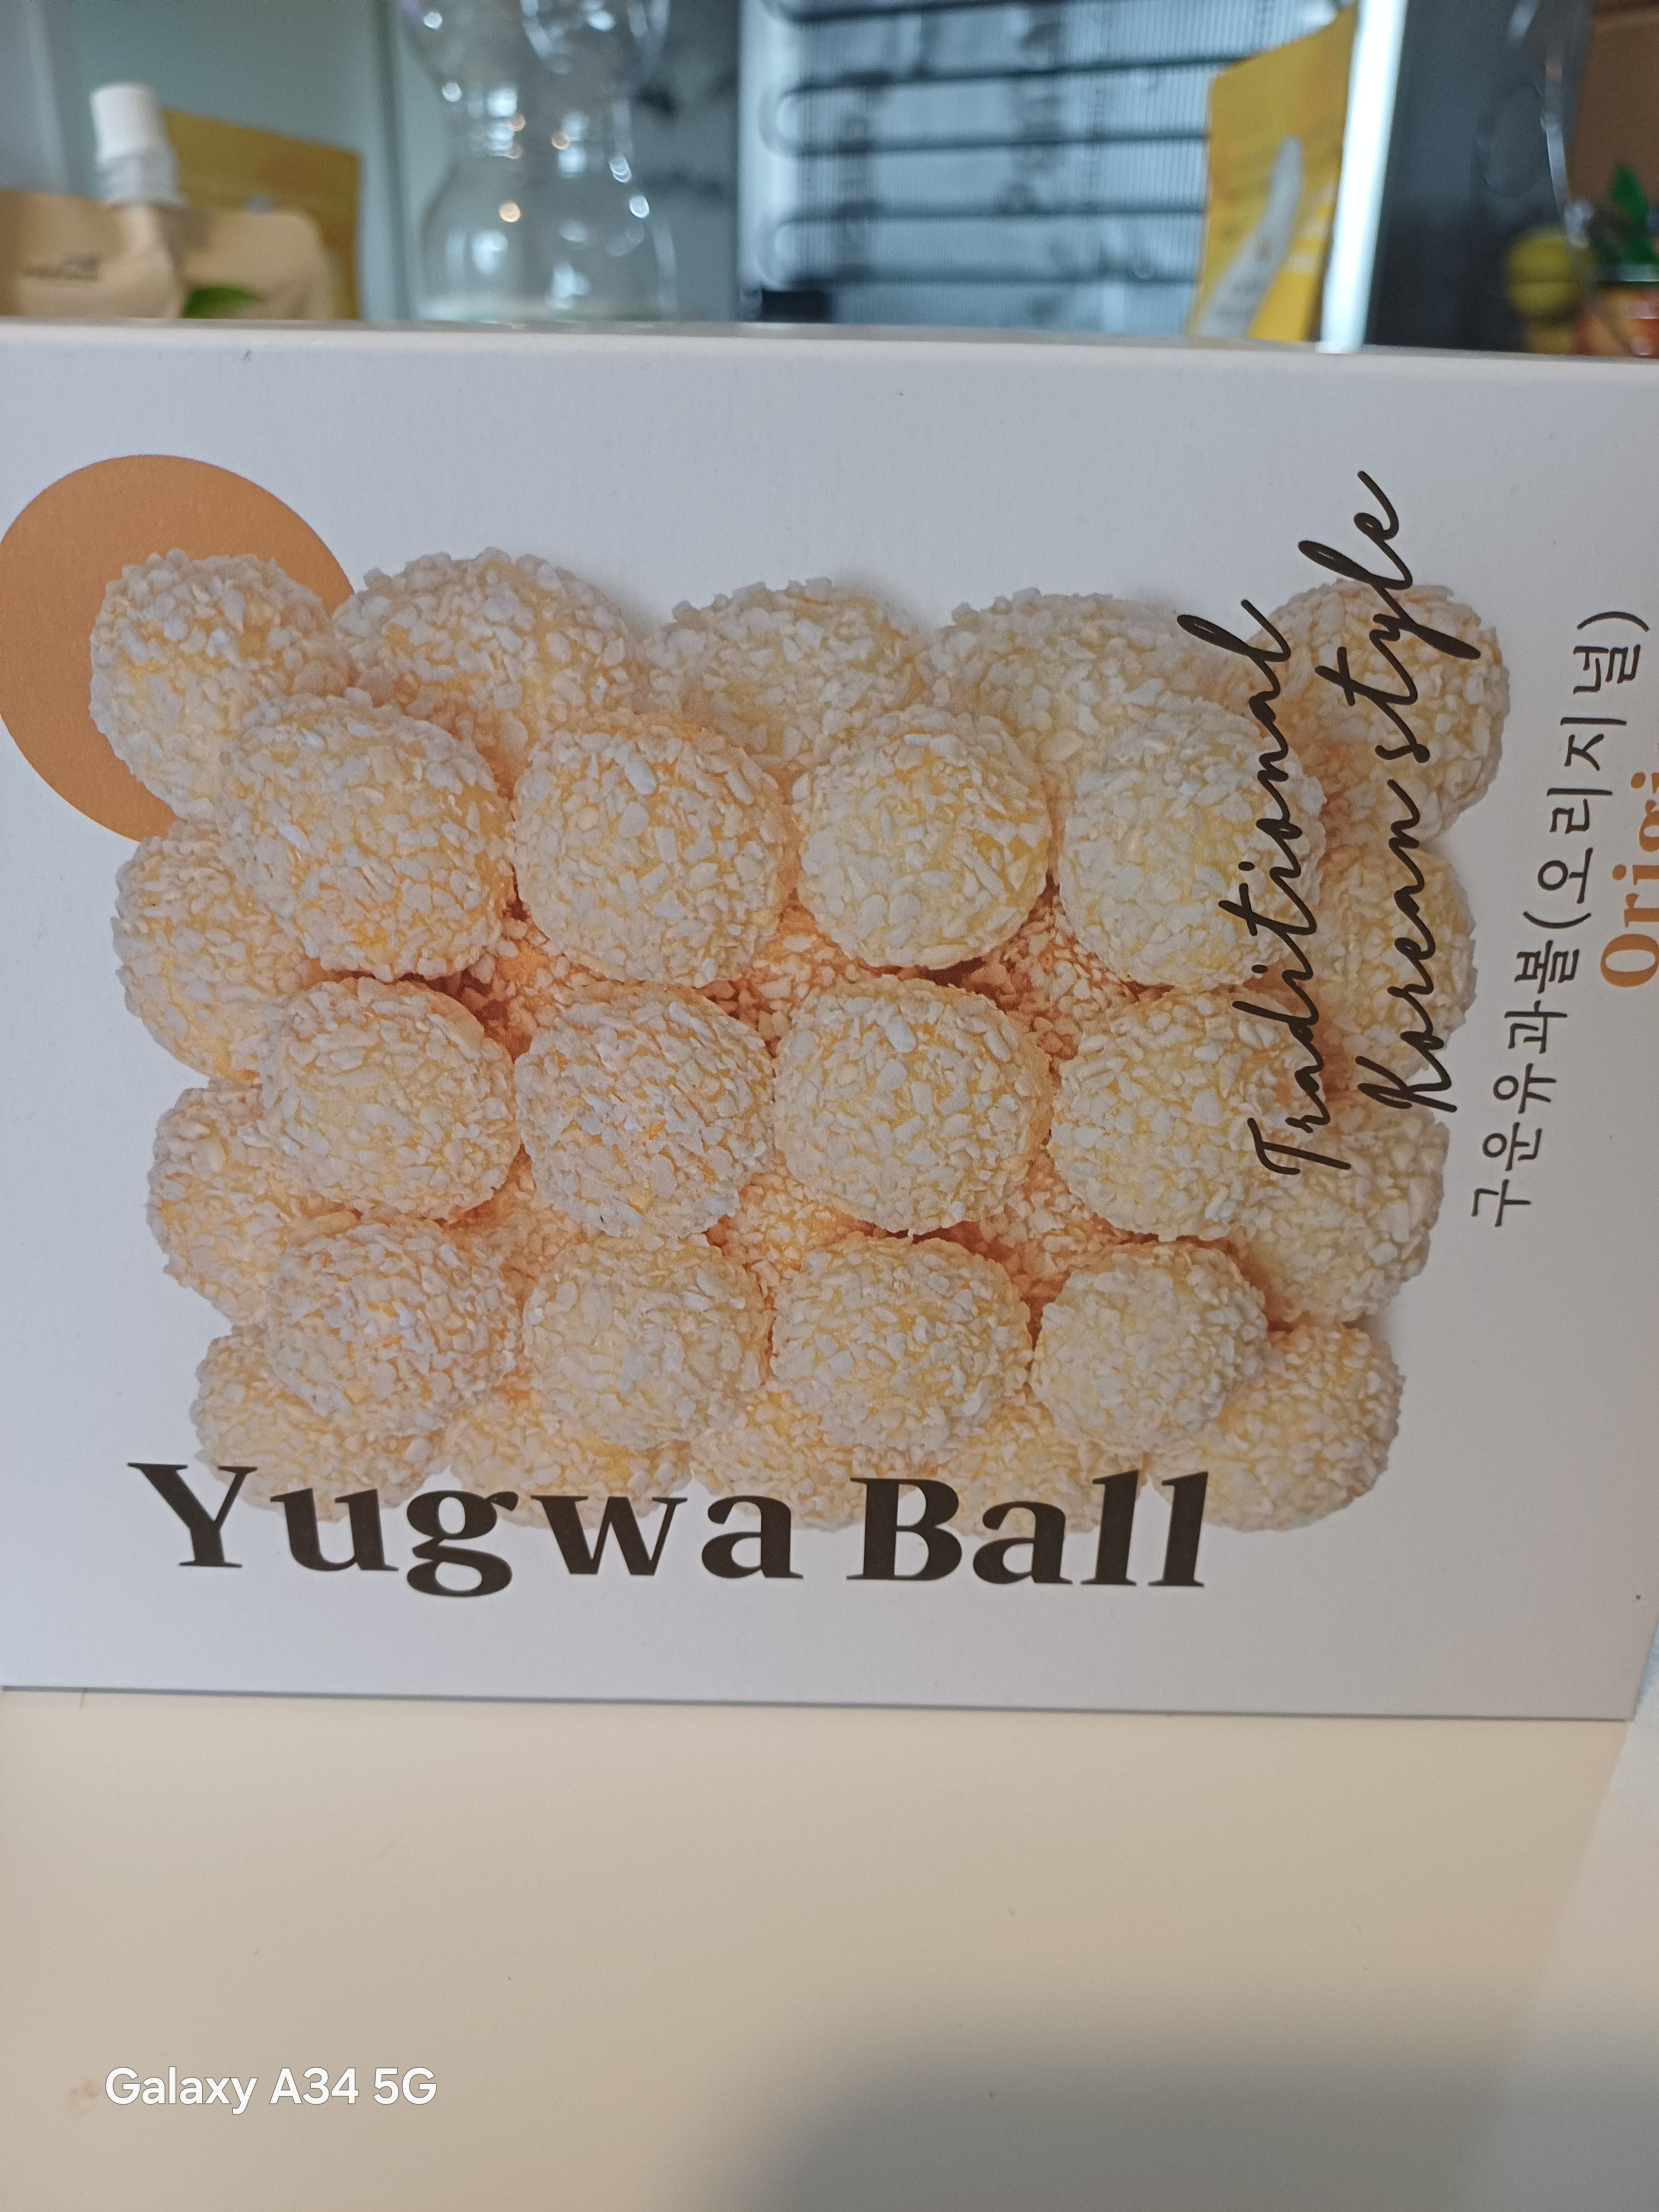 Yugwa Ball
Traditional
Korean style
구운유과볼(오리지널)
Galaxy A34 5G